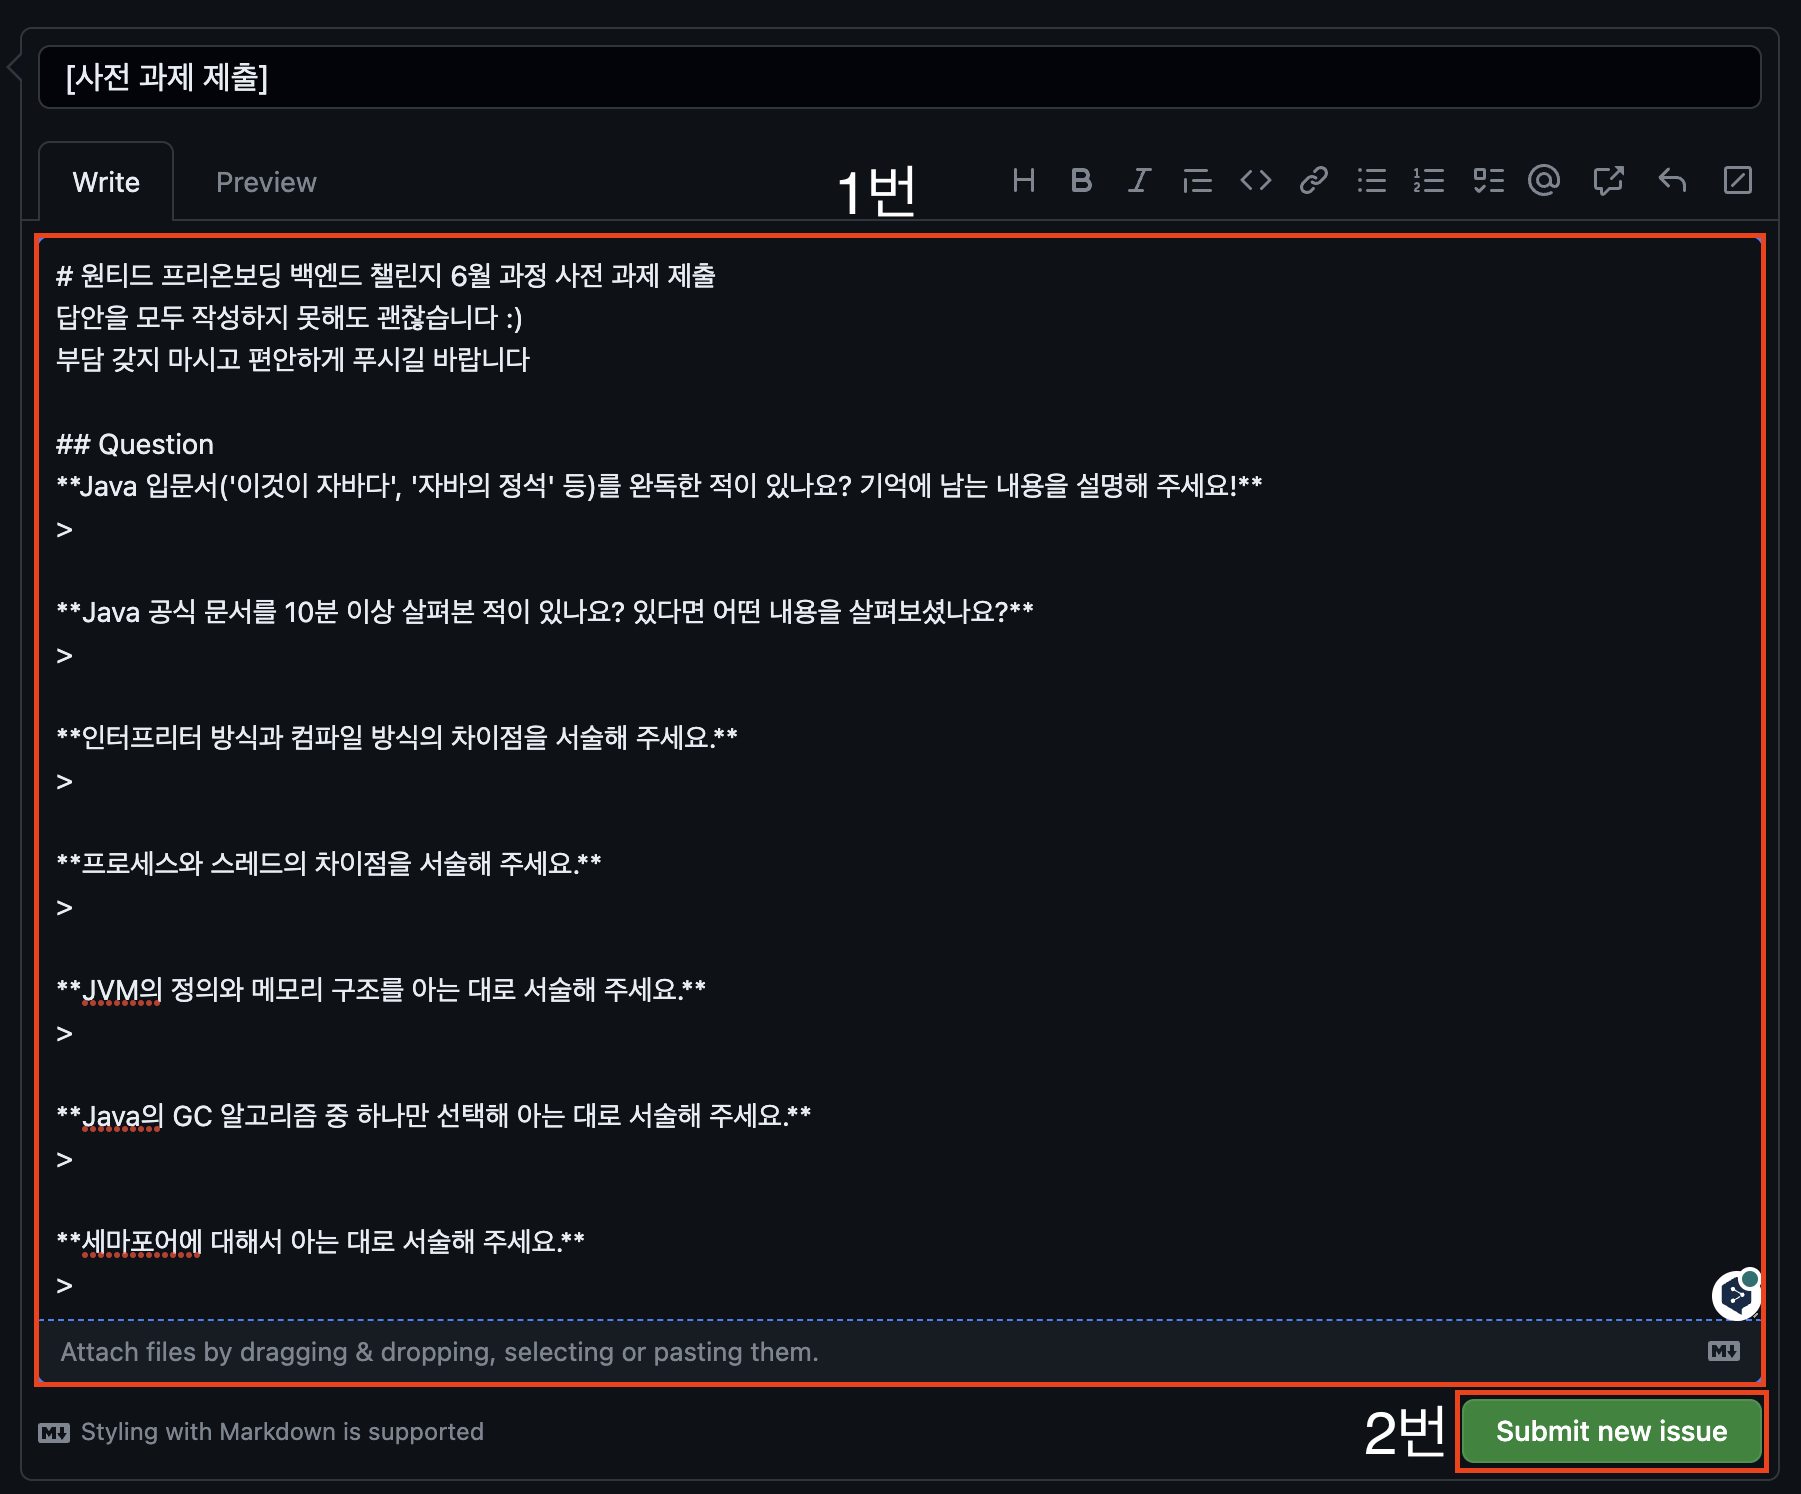 [사전 과제 제출]
Write
Preview
1번
# 원티드 프리온보딩 백엔드 챌린지 6월 과정 사전 과제 제출
답안을 모두 작성하지 못해도 괜찮습니다 :)
부담 갖지 마시고 편안하게 푸시길 바랍니다
## Question
**Java 입문서('이것이 자바다', '자바의 정석' 등)를 완독한 적이 있나요? 기억에 남는 내용을 설명해 주세요!**
>
**Java 공식 문서를 10분 이상 살펴본 적이 있나요? 있다면 어떤 내용을 살펴보셨나요?**
>
**인터프리터 방식과 컴파일 방식의 차이점을 서술해 주세요.**
>
**프로세스와 스레드의 차이점을 서술해 주세요.**
>
**JVM의 정의와 메모리 구조를 아는 대로 서술해 주세요.**
>
**Java의 GC 알고리즘 중 하나만 선택해 아는 대로 서술해 주세요.**
>
**세마포어에 대해서 아는 대로 서술해 주세요.**
>
Attach files by dragging & dropping, selecting or pasting them.
Styling with Markdown is supported
2번
Submit new issue